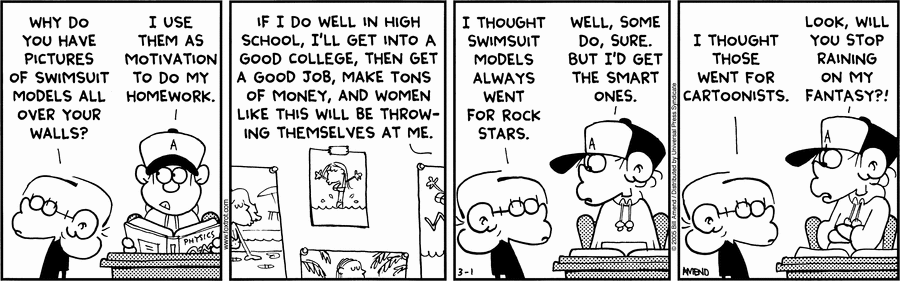 WHY DO
YOU HAVE
PICTURES
OF SWIMSUIT
MODELS ALL
OVER YOUR
WALLS?
I USE
THEM AS
MOTIVATION
TO DO MY
HOMEWORK.
A
PHYSICS
www.foxtrot.com
IF I DO WELL IN HIGH
SCHOOL, I'LL GET INTO A
GOOD COLLEGE, THEN GET
A GOOD JOB, MAKE TONS
OF MONEY, AND WOMEN
LIKE THIS WILL BE THROW-
ING THEMSELVES AT ME.
I THOUGHT
SWIMSUIT
MODELS
ALWAYS
WENT
FOR ROCK
STARS.
WELL, SOME
DO, SURE.
BUT I'D GET
THE SMART
ONES.
A
3-1
I THOUGHT
THOSE
WENT FOR
CARTOONISTS.
LOOK, WILL
YOU STOP
RAINING
ON MY
FANTASY?!
A
AMEND